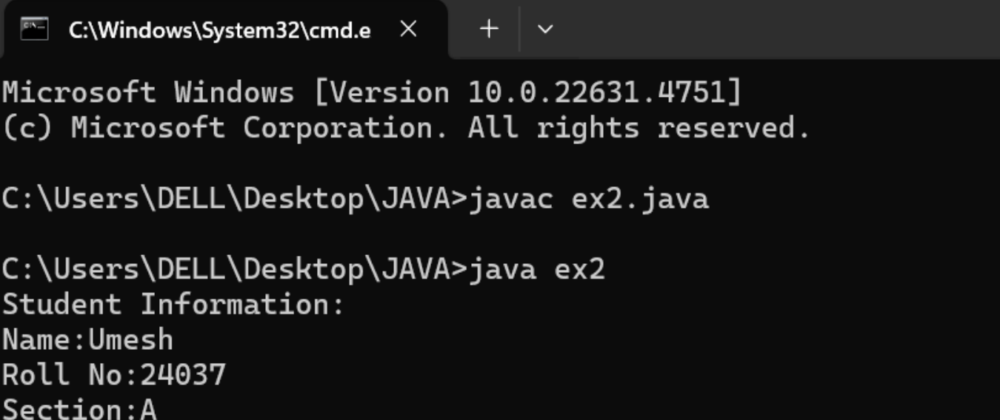 C:\Windows\System32\cmd.e
Microsoft Windows [Version 10.0.22631.4751]
(c) Microsoft Corporation. All rights reserved.
C:\Users\DELL\Desktop\JAVA>javac ex2.java
C:\Users\DELL\Desktop\JAVA>java ex2
Student Information:
Name:Umesh
Roll No:24037
Section:A